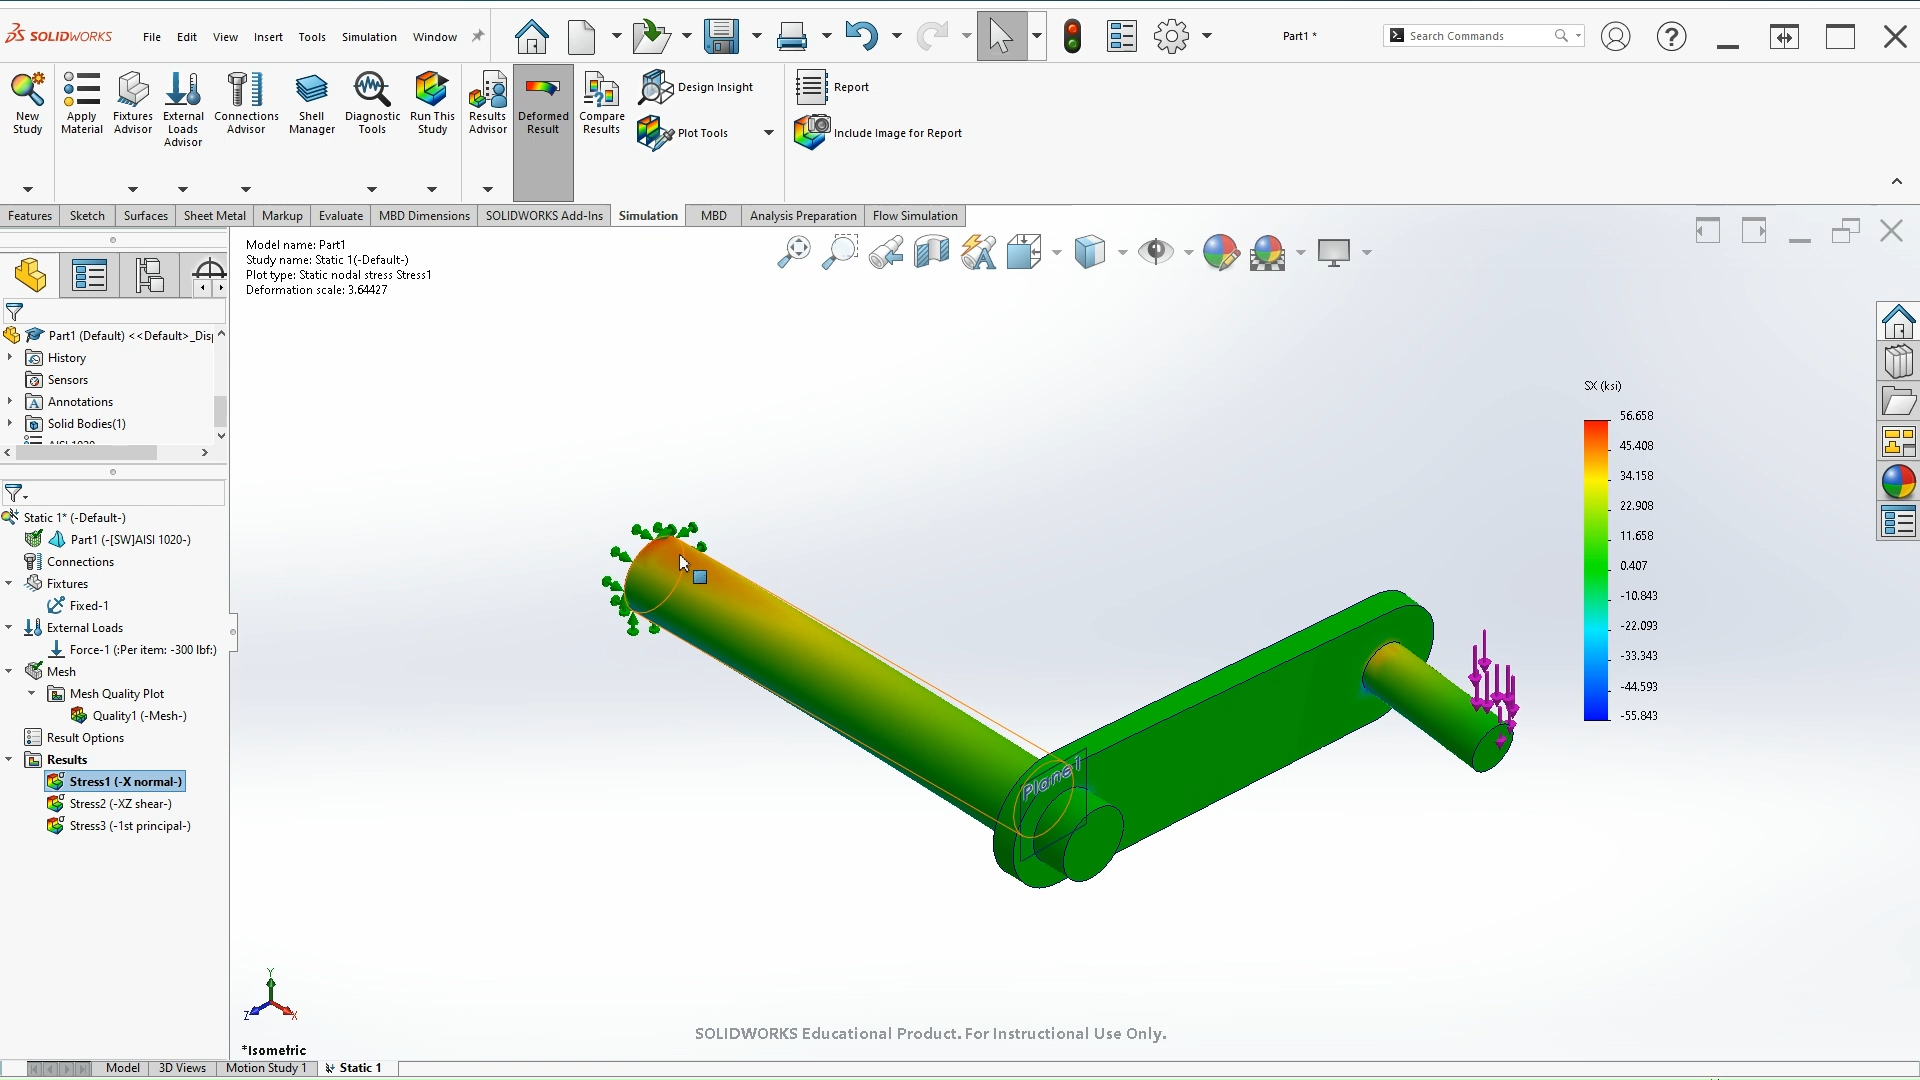 SOLIDWORKS
File Edit View Insert Tools Simulation Window
Part1 *
Search Commands
New Study
Apply Material
Fixtures Advisor
External Loads Advisor
Connections Advisor
Shell Manager
Diagnostic Tools
Run This Study
Results Advisor
Deformed Result
Compare Results
Design Insight
Plot Tools
Report
Include Image for Report
Features Sketch Surfaces Sheet Metal Markup Evaluate MBD Dimensions SOLIDWORKS Add-Ins Simulation MBD Analysis Preparation Flow Simulation
Model name: Part1
Study name: Static 1(-Default-)
Plot type: Static nodal stress Stress1
Deformation scale: 3.64427
Part1 (Default) <<Default>_Disp
History
Sensors
Annotations
Solid Bodies(1)
AISI 1020
Static 1* (-Default-)
Part1 (-[SW]AISI 1020-)
Connections
Fixtures
Fixed-1
External Loads
Force-1 (:Per item: -300 lbf:)
Mesh
Mesh Quality Plot
Quality1 (-Mesh-)
Result Options
Results
Stress1 (-X normal-)
Stress2 (-XZ shear-)
Stress3 (-1st principal-)
SX (ksi)
56.658
45.408
34.158
22.908
11.658
0.407
-10.843
-22.093
-33.343
-44.593
-55.843
Plane1
Y
Z
X
*Isometric
SOLIDWORKS Educational Product. For Instructional Use Only.
Model 3D Views Motion Study 1 Static 1